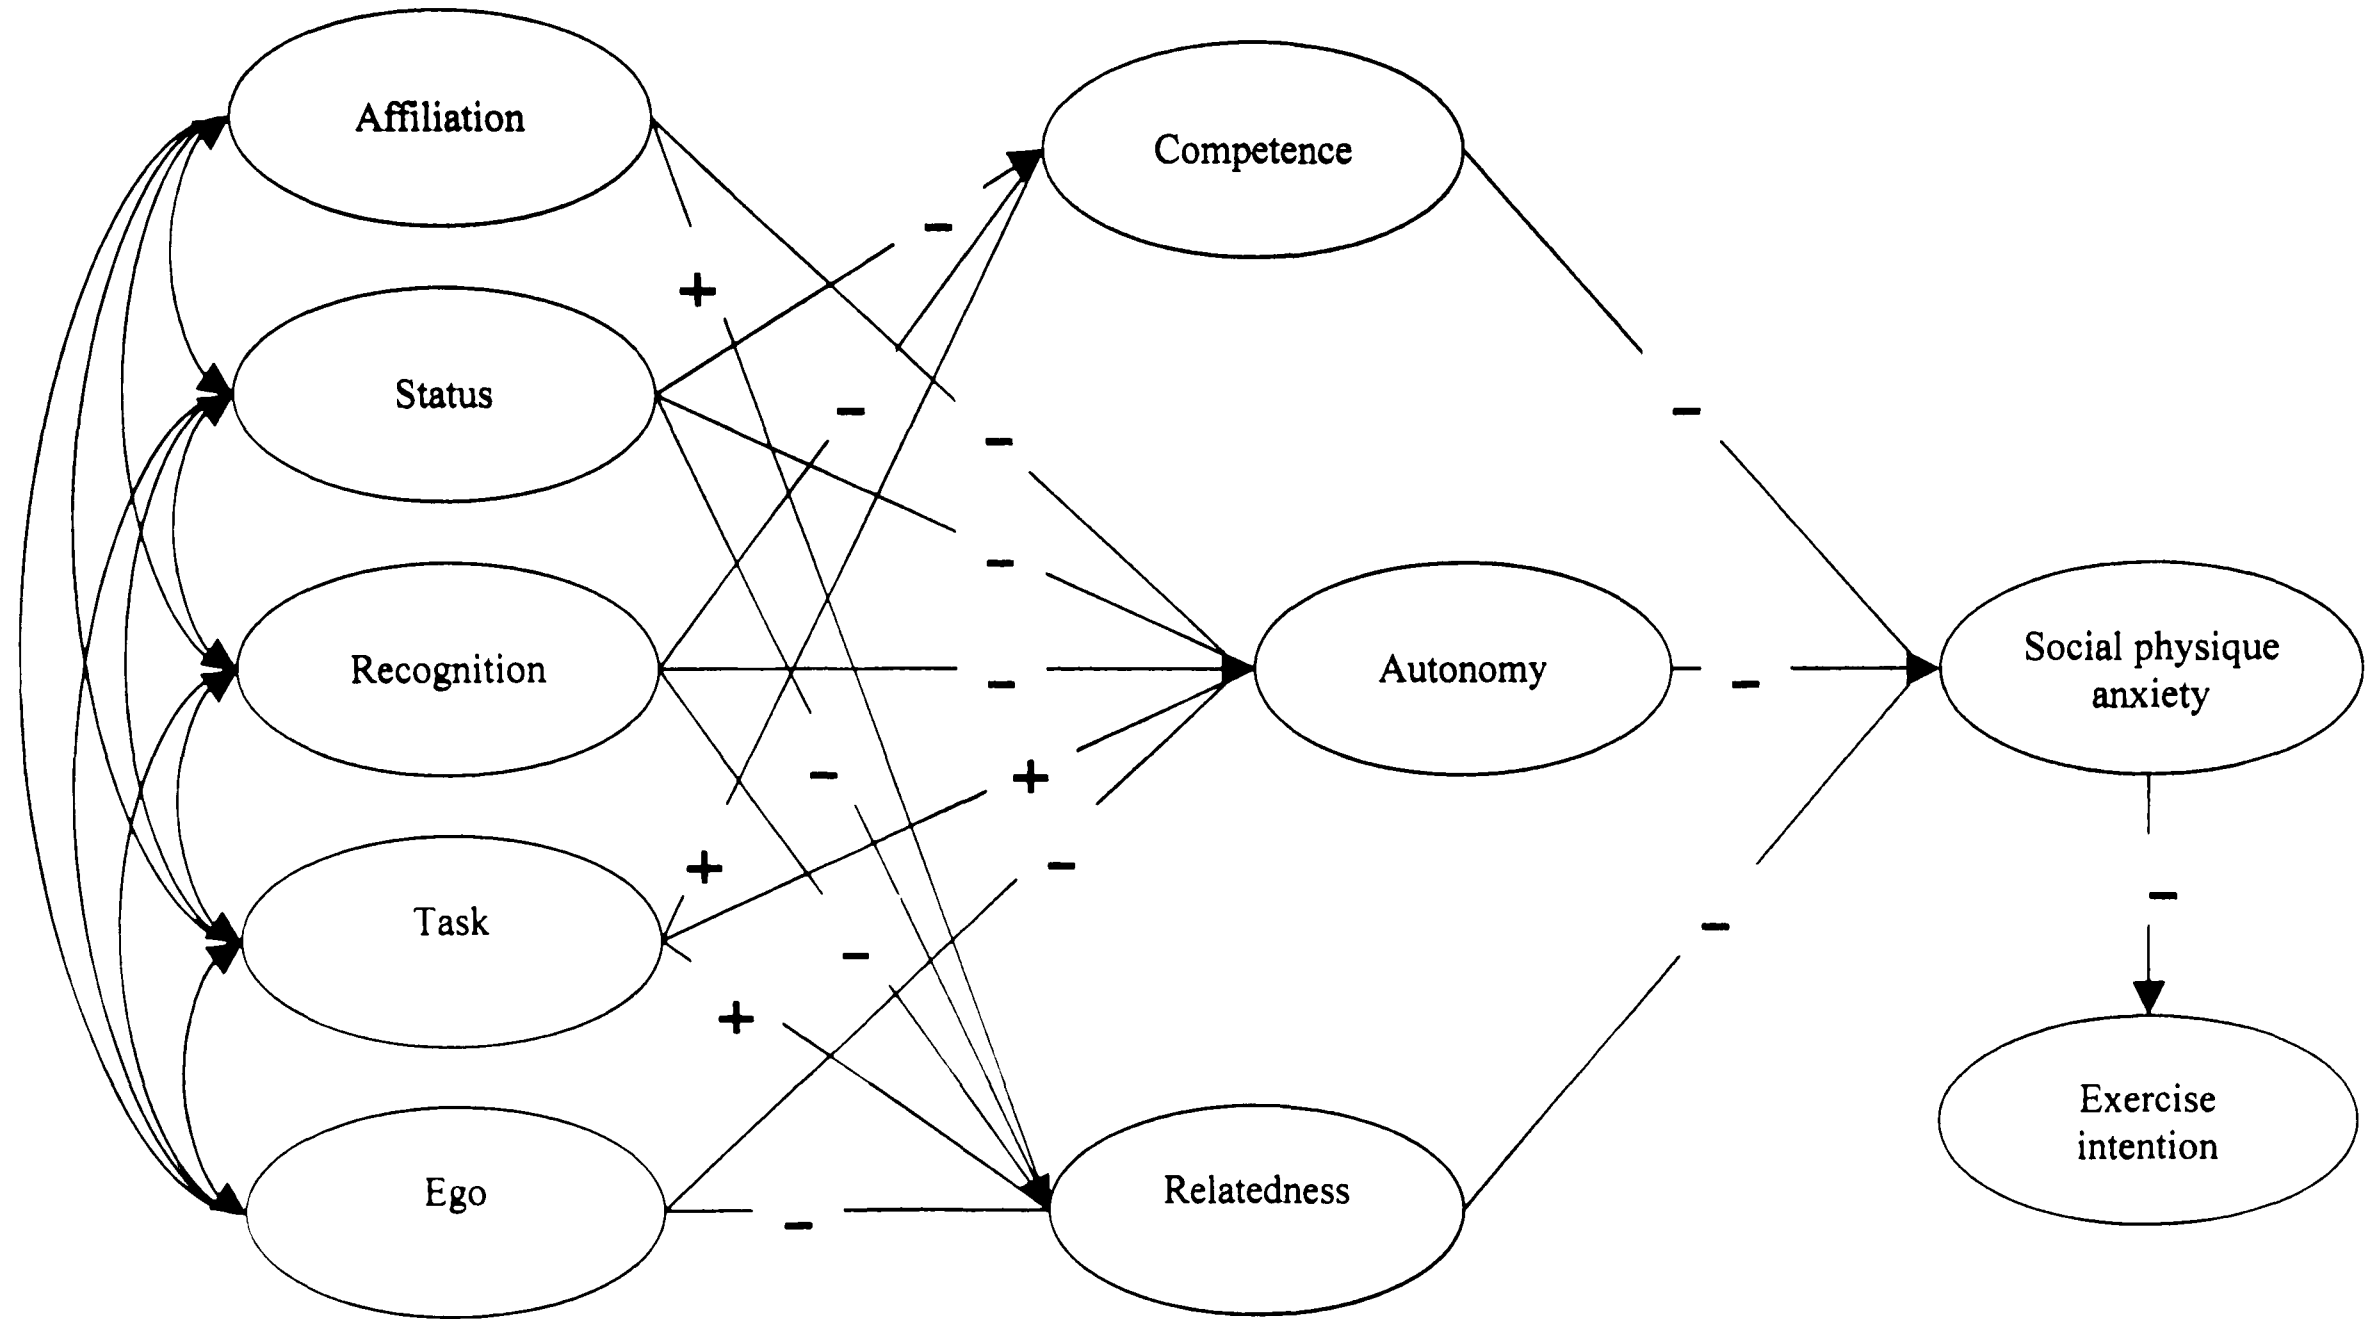 Affiliation
Competence
−
+
Status
−
−
−
−
Recognition
−
Autonomy
−
Social physique
anxiety
−
+
+
−
Task
−
−
−
+
Exercise
intention
Ego
−
Relatedness